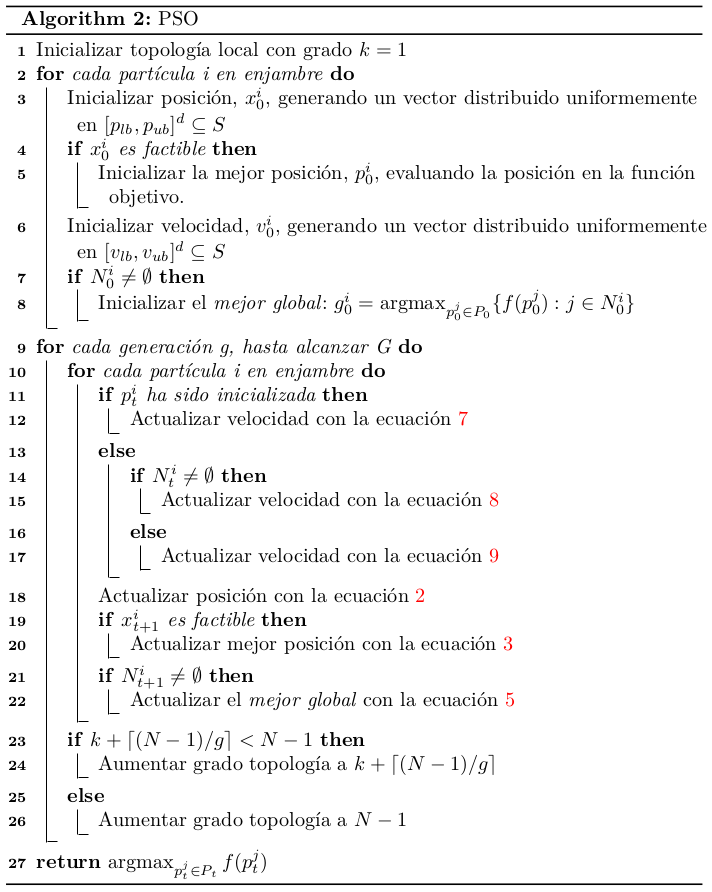 Algorithm 2: PSO
1 Inicializar topología local con grado $k = 1$
2 for cada partícula i en enjambre do
3 Inicializar posición, $x_0^i$, generando un vector distribuido uniformemente
en $[p_{lb}, p_{ub}]^d \subseteq S$
4 if $x_0^i$ es factible then
5 Inicializar la mejor posición, $p_0^i$, evaluando la posición en la función
objetivo.
6 Inicializar velocidad, $v_0^i$, generando un vector distribuido uniformemente
en $[v_{lb}, v_{ub}]^d \subseteq S$
7 if $N_0^i \neq \emptyset$ then
8 Inicializar el mejor global: $g_0^i = \text{argmax}_{p_0^j \in P_0}\{f(p_0^j) : j \in N_0^i\}$
9 for cada generación g, hasta alcanzar G do
10 for cada partícula i en enjambre do
11 if $p_t^i$ ha sido inicializada then
12 Actualizar velocidad con la ecuación 7
13 else
14 if $N_t^i \neq \emptyset$ then
15 Actualizar velocidad con la ecuación 8
16 else
17 Actualizar velocidad con la ecuación 9
18 Actualizar posición con la ecuación 2
19 if $x_{t+1}^i$ es factible then
20 Actualizar mejor posición con la ecuación 3
21 if $N_{t+1}^i \neq \emptyset$ then
22 Actualizar el mejor global con la ecuación 5
23 if $k + \lceil (N-1)/g \rceil < N - 1$ then
24 Aumentar grado topología a $k + \lceil (N-1)/g \rceil$
25 else
26 Aumentar grado topología a $N - 1$
27 return $\text{argmax}_{p_t^j \in P_t} f(p_t^j)$